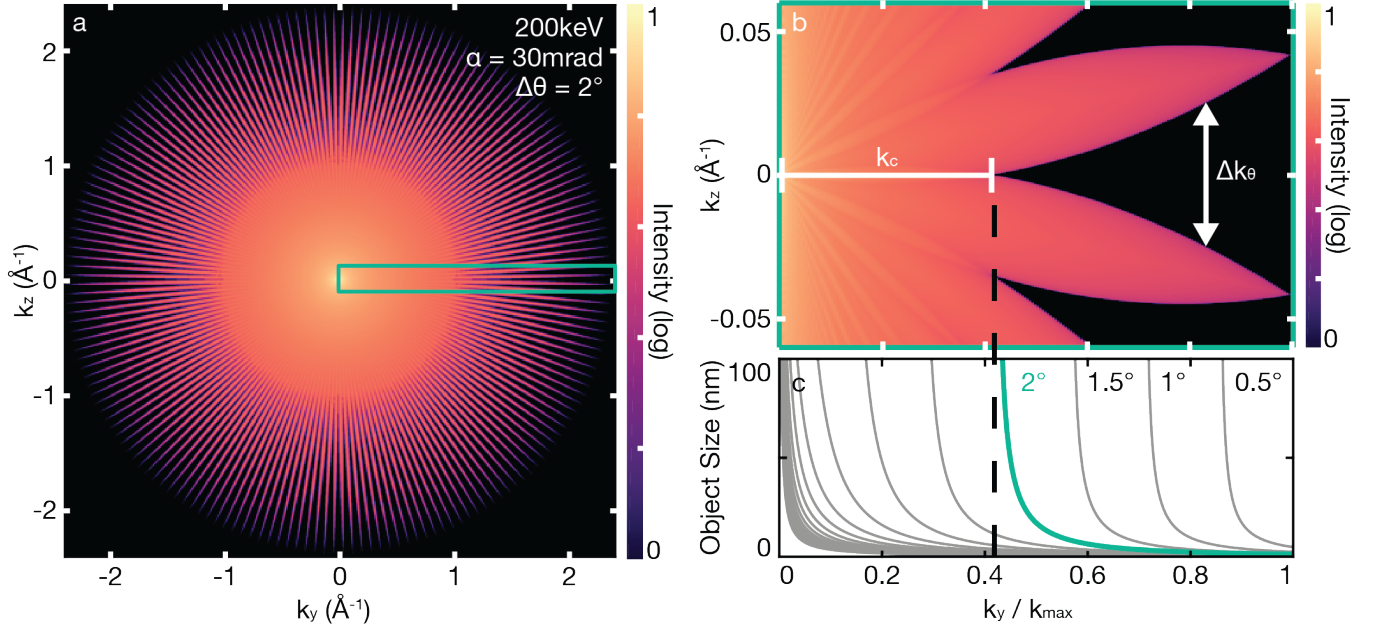 a
200keV
α = 30mrad
Δθ = 2°
2
1
0
-1
-2
kz (Å-1)
-2
-1
0
1
2
ky (Å-1)
1
0
Intensity (log)
b
0.05
0
-0.05
kz (Å-1)
kc
Δkθ
1
0
Intensity (log)
c
2°
1.5°
1°
0.5°
100
0
Object Size (nm)
0
0.2
0.4
0.6
0.8
1
ky / kmax